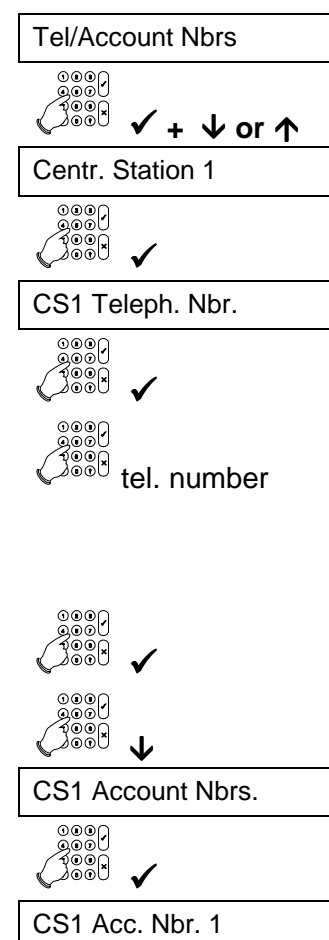 Tel/Account Nbrs
✓ + ↓ or ↑
Centr. Station 1
✓
CS1 Teleph. Nbr.
✓
tel. number
✓
↓
CS1 Account Nbrs.
✓
CS1 Acc. Nbr. 1